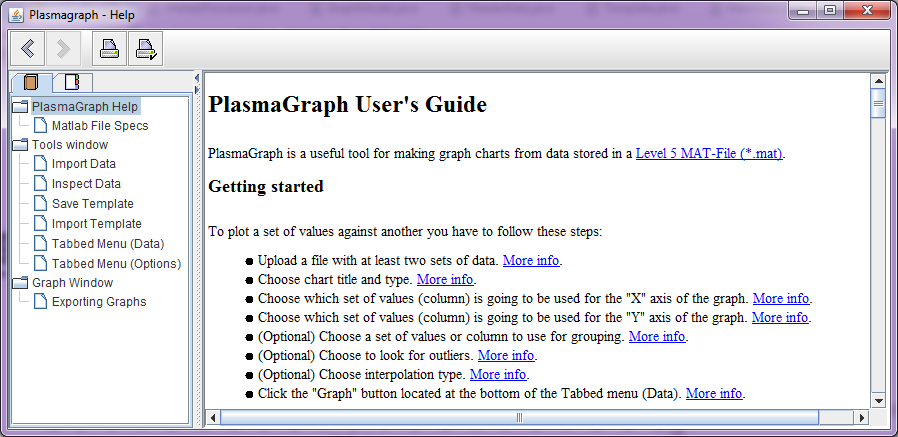 Plasmagraph - Help
PlasmaGraph Help
Matlab File Specs
Tools window
Import Data
Inspect Data
Save Template
Import Template
Tabbed Menu (Data)
Tabbed Menu (Options)
Graph Window
Exporting Graphs
PlasmaGraph User's Guide
PlasmaGraph is a useful tool for making graph charts from data stored in a Level 5 MAT-File (*.mat).
Getting started
To plot a set of values against another you have to follow these steps:
Upload a file with at least two sets of data. More info.
Choose chart title and type. More info.
Choose which set of values (column) is going to be used for the "X" axis of the graph. More info.
Choose which set of values (column) is going to be used for the "Y" axis of the graph. More info.
(Optional) Choose a set of values or column to use for grouping. More info.
(Optional) Choose to look for outliers. More info.
(Optional) Choose interpolation type. More info.
Click the "Graph" button located at the bottom of the Tabbed menu (Data). More info.